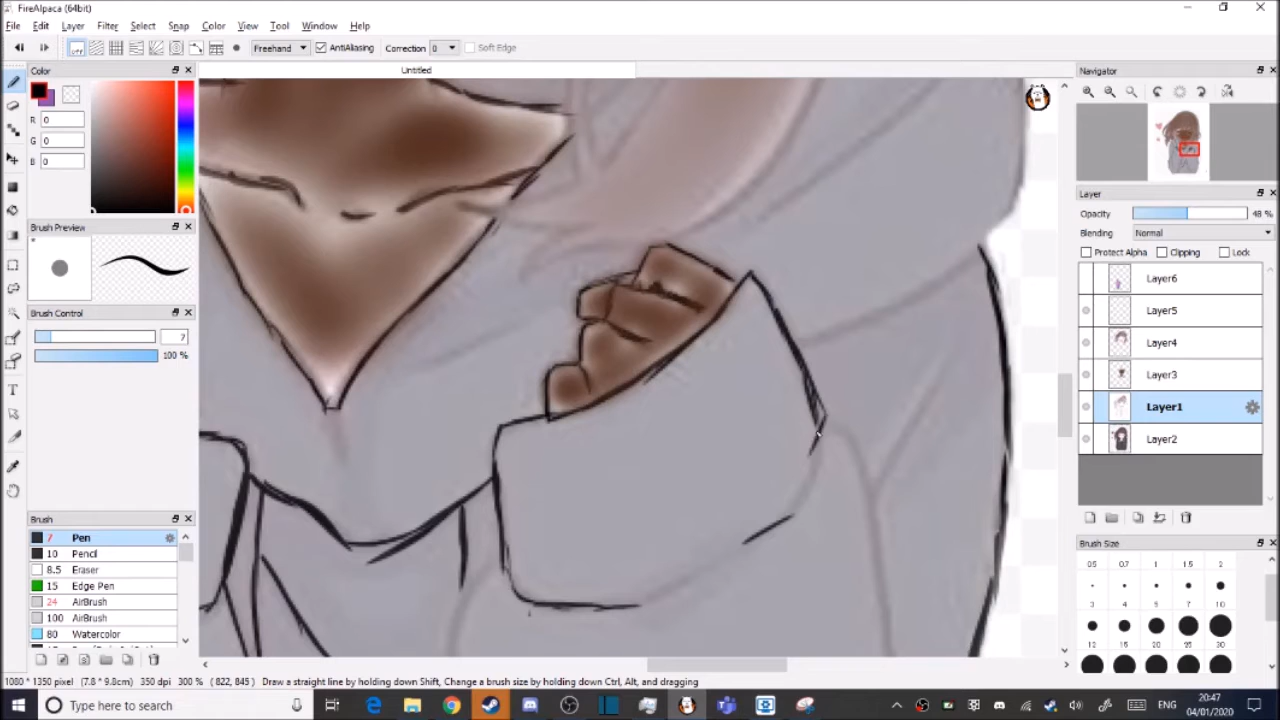 FireAlpaca (64bit)
File Edit Layer Filter Select Snap Color View Tool Window Help
OFF Freehand AntiAliasing Correction 0 Soft Edge
Color
Untitled
Navigator
R 0
G 0
B 0
Brush Preview
Layer
Opacity 48 %
Blending Normal
Protect Alpha Clipping Lock
Layer6
Layer5
Layer4
Layer3
Layer1
Layer2
Brush Control
7
100 %
Brush
7 Pen
10 Pencil
8.5 Eraser
15 Edge Pen
24 AirBrush
100 AirBrush
80 Watercolor
Brush Size
0.5 0.7 1 1.5 2
3 4 5 7 10
12 15 20 25 30
1080 * 1350 pixel (7.8 * 9.8cm) 350 dpi 300 % ( 822, 845 ) Draw a straight line by holding down Shift, Change a brush size by holding down Ctrl, Alt, and dragging
Type here to search
ENG
20:47
04/01/2020